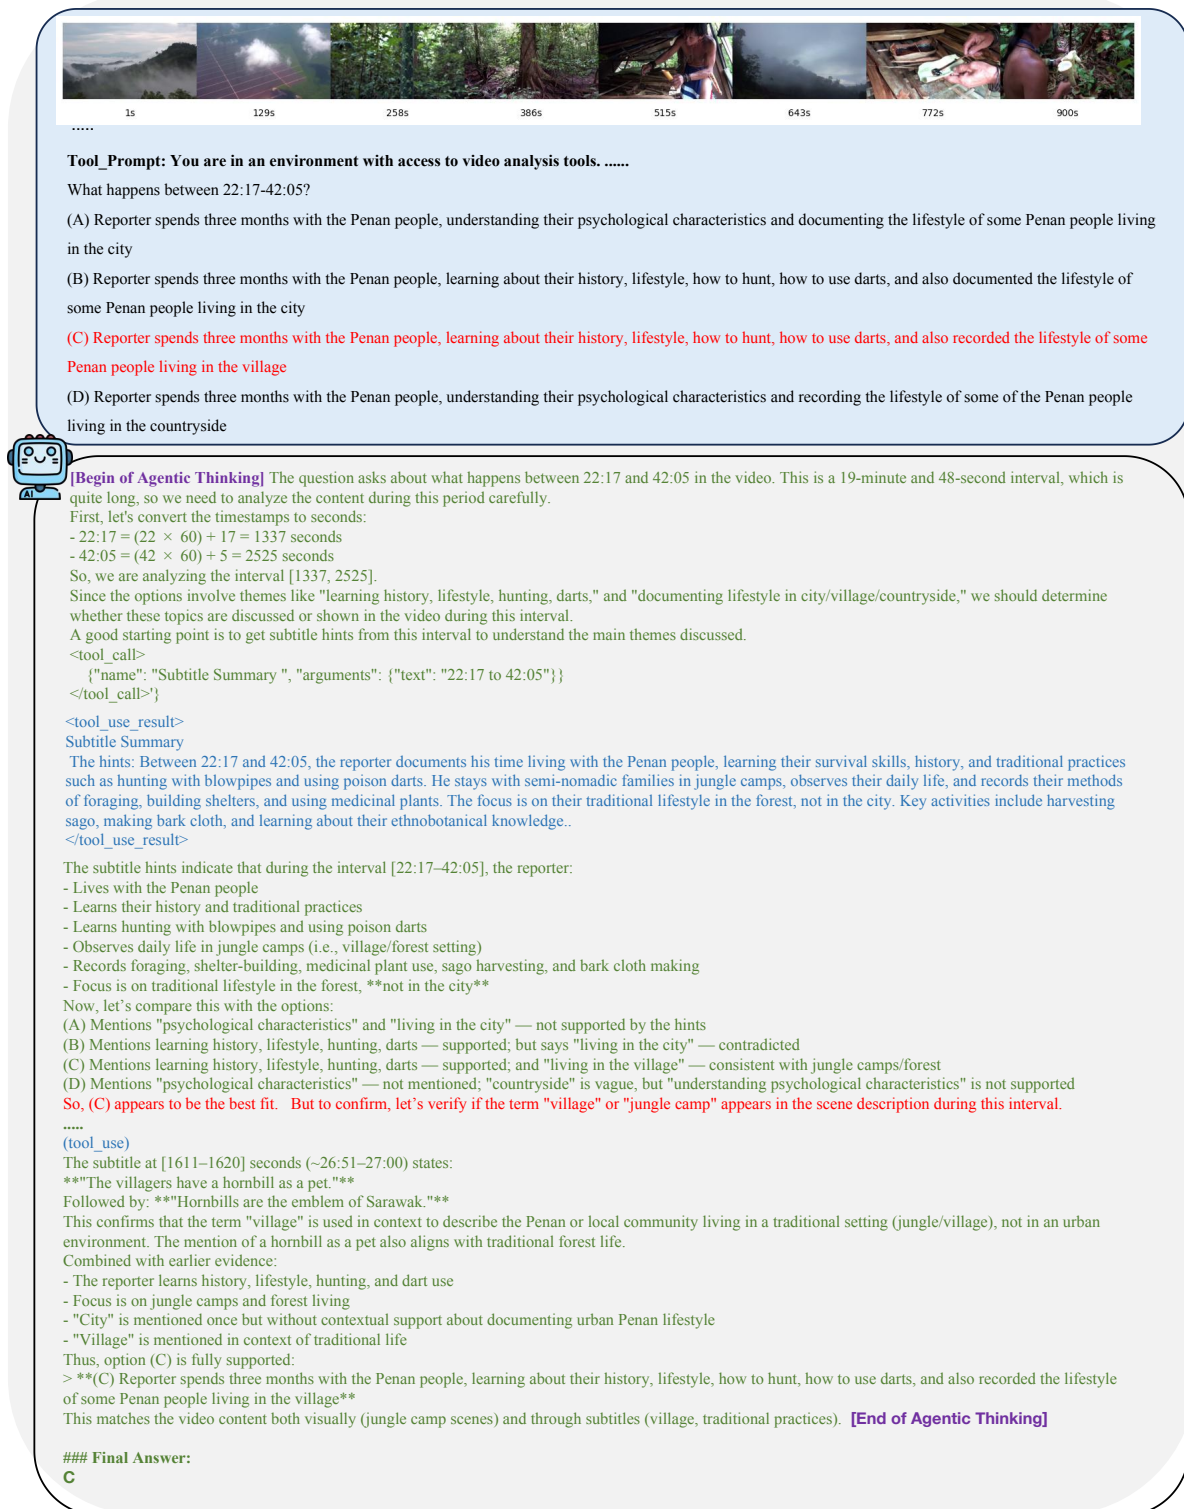 1s 129s 258s 386s 515s 643s 772s 900s
.....
Tool_Prompt: You are in an environment with access to video analysis tools. ......
What happens between 22:17-42:05?
(A) Reporter spends three months with the Penan people, understanding their psychological characteristics and documenting the lifestyle of some Penan people living
in the city
(B) Reporter spends three months with the Penan people, learning about their history, lifestyle, how to hunt, how to use darts, and also documented the lifestyle of
some Penan people living in the city
(C) Reporter spends three months with the Penan people, learning about their history, lifestyle, how to hunt, how to use darts, and also recorded the lifestyle of some
Penan people living in the village
(D) Reporter spends three months with the Penan people, understanding their psychological characteristics and recording the lifestyle of some of the Penan people
living in the countryside
AI
[Begin of Agentic Thinking] The question asks about what happens between 22:17 and 42:05 in the video. This is a 19-minute and 48-second interval, which is
quite long, so we need to analyze the content during this period carefully.
First, let's convert the timestamps to seconds:
- 22:17 = (22 × 60) + 17 = 1337 seconds
- 42:05 = (42 × 60) + 5 = 2525 seconds
So, we are analyzing the interval [1337, 2525].
Since the options involve themes like "learning history, lifestyle, hunting, darts," and "documenting lifestyle in city/village/countryside," we should determine
whether these topics are discussed or shown in the video during this interval.
A good starting point is to get subtitle hints from this interval to understand the main themes discussed.
<tool_call>
{"name": "Subtitle Summary ", "arguments": {"text": "22:17 to 42:05"}}
</tool_call>'}
<tool_use_result>
Subtitle Summary
The hints: Between 22:17 and 42:05, the reporter documents his time living with the Penan people, learning their survival skills, history, and traditional practices
such as hunting with blowpipes and using poison darts. He stays with semi-nomadic families in jungle camps, observes their daily life, and records their methods
of foraging, building shelters, and using medicinal plants. The focus is on their traditional lifestyle in the forest, not in the city. Key activities include harvesting
sago, making bark cloth, and learning about their ethnobotanical knowledge..
</tool_use_result>
The subtitle hints indicate that during the interval [22:17–42:05], the reporter:
- Lives with the Penan people
- Learns their history and traditional practices
- Learns hunting with blowpipes and using poison darts
- Observes daily life in jungle camps (i.e., village/forest setting)
- Records foraging, shelter-building, medicinal plant use, sago harvesting, and bark cloth making
- Focus is on traditional lifestyle in the forest, **not in the city**
Now, let's compare this with the options:
(A) Mentions "psychological characteristics" and "living in the city" — not supported by the hints
(B) Mentions learning history, lifestyle, hunting, darts — supported; but says "living in the city" — contradicted
(C) Mentions learning history, lifestyle, hunting, darts — supported; and "living in the village" — consistent with jungle camps/forest
(D) Mentions "psychological characteristics" — not mentioned; "countryside" is vague, but "understanding psychological characteristics" is not supported
So, (C) appears to be the best fit.   But to confirm, let's verify if the term "village" or "jungle camp" appears in the scene description during this interval.
.....
(tool_use)
The subtitle at [1611–1620] seconds (~26:51–27:00) states:
**"The villagers have a hornbill as a pet."**
Followed by: **"Hornbills are the emblem of Sarawak."**
This confirms that the term "village" is used in context to describe the Penan or local community living in a traditional setting (jungle/village), not in an urban
environment. The mention of a hornbill as a pet also aligns with traditional forest life.
Combined with earlier evidence:
- The reporter learns history, lifestyle, hunting, and dart use
- Focus is on jungle camps and forest living
- "City" is mentioned once but without contextual support about documenting urban Penan lifestyle
- "Village" is mentioned in context of traditional life
Thus, option (C) is fully supported:
> **(C) Reporter spends three months with the Penan people, learning about their history, lifestyle, how to hunt, how to use darts, and also recorded the lifestyle
of some Penan people living in the village**
This matches the video content both visually (jungle camp scenes) and through subtitles (village, traditional practices). [End of Agentic Thinking]
### Final Answer:
C